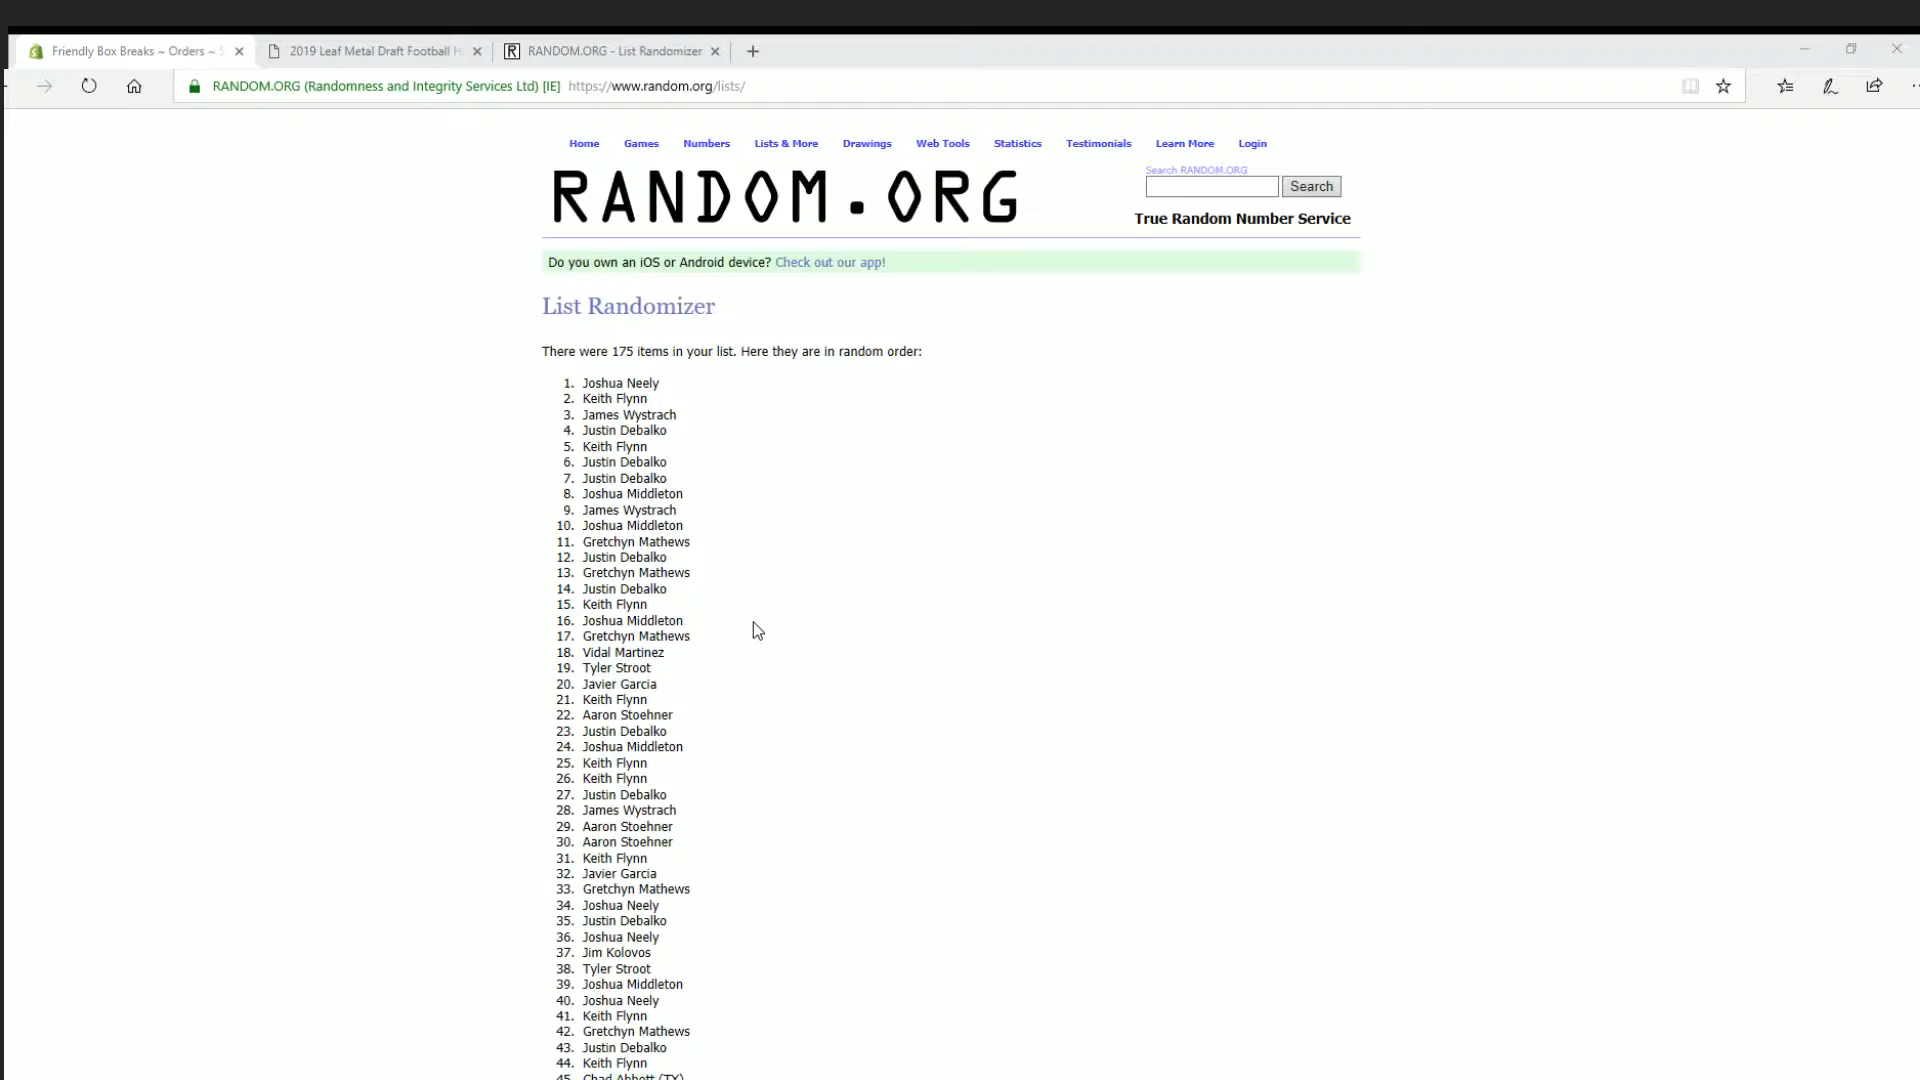 Friendly Box Breaks ~ Orders ~
2019 Leaf Metal Draft Football
RANDOM.ORG - List Randomizer
RANDOM.ORG (Randomness and Integrity Services Ltd) [IE] https://www.random.org/lists/
Home Games Numbers Lists & More Drawings Web Tools Statistics Testimonials Learn More Login
RANDOM.ORG
Search RANDOM.ORG
Search
True Random Number Service
Do you own an iOS or Android device? Check out our app!
List Randomizer
There were 175 items in your list. Here they are in random order:
1. Joshua Neely
2. Keith Flynn
3. James Wystrach
4. Justin Debalko
5. Keith Flynn
6. Justin Debalko
7. Justin Debalko
8. Joshua Middleton
9. James Wystrach
10. Joshua Middleton
11. Gretchyn Mathews
12. Justin Debalko
13. Gretchyn Mathews
14. Justin Debalko
15. Keith Flynn
16. Joshua Middleton
17. Gretchyn Mathews
18. Vidal Martinez
19. Tyler Stroot
20. Javier Garcia
21. Keith Flynn
22. Aaron Stoehner
23. Justin Debalko
24. Joshua Middleton
25. Keith Flynn
26. Keith Flynn
27. Justin Debalko
28. James Wystrach
29. Aaron Stoehner
30. Aaron Stoehner
31. Keith Flynn
32. Javier Garcia
33. Gretchyn Mathews
34. Joshua Neely
35. Justin Debalko
36. Joshua Neely
37. Jim Kolovos
38. Tyler Stroot
39. Joshua Middleton
40. Joshua Neely
41. Keith Flynn
42. Gretchyn Mathews
43. Justin Debalko
44. Keith Flynn
45. Chad Abbott (TX)